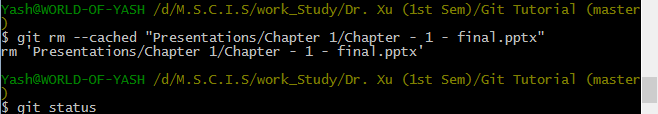 Yash@WORLD-OF-YASH /d/M.S.C.I.S/work_Study/Dr. Xu (1st Sem)/Git Tutorial (master
)
$ git rm --cached "Presentations/Chapter 1/Chapter - 1 - final.pptx"
rm 'Presentations/Chapter 1/Chapter - 1 - final.pptx'
Yash@WORLD-OF-YASH /d/M.S.C.I.S/work_Study/Dr. Xu (1st Sem)/Git Tutorial (master
)
$ git status